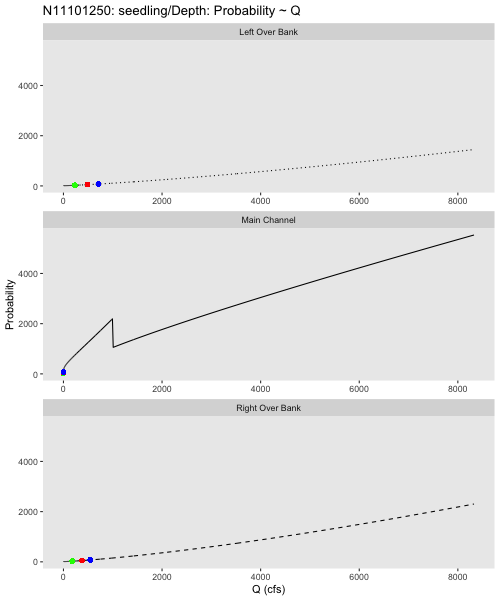 N11101250: seedling/Depth: Probability ~ Q
Left Over Bank
4000
2000
0
0 2000 4000 6000 8000
Main Channel
Probability
4000
2000
0
0 2000 4000 6000 8000
Right Over Bank
4000
2000
0
0 2000 4000 6000 8000
Q (cfs)